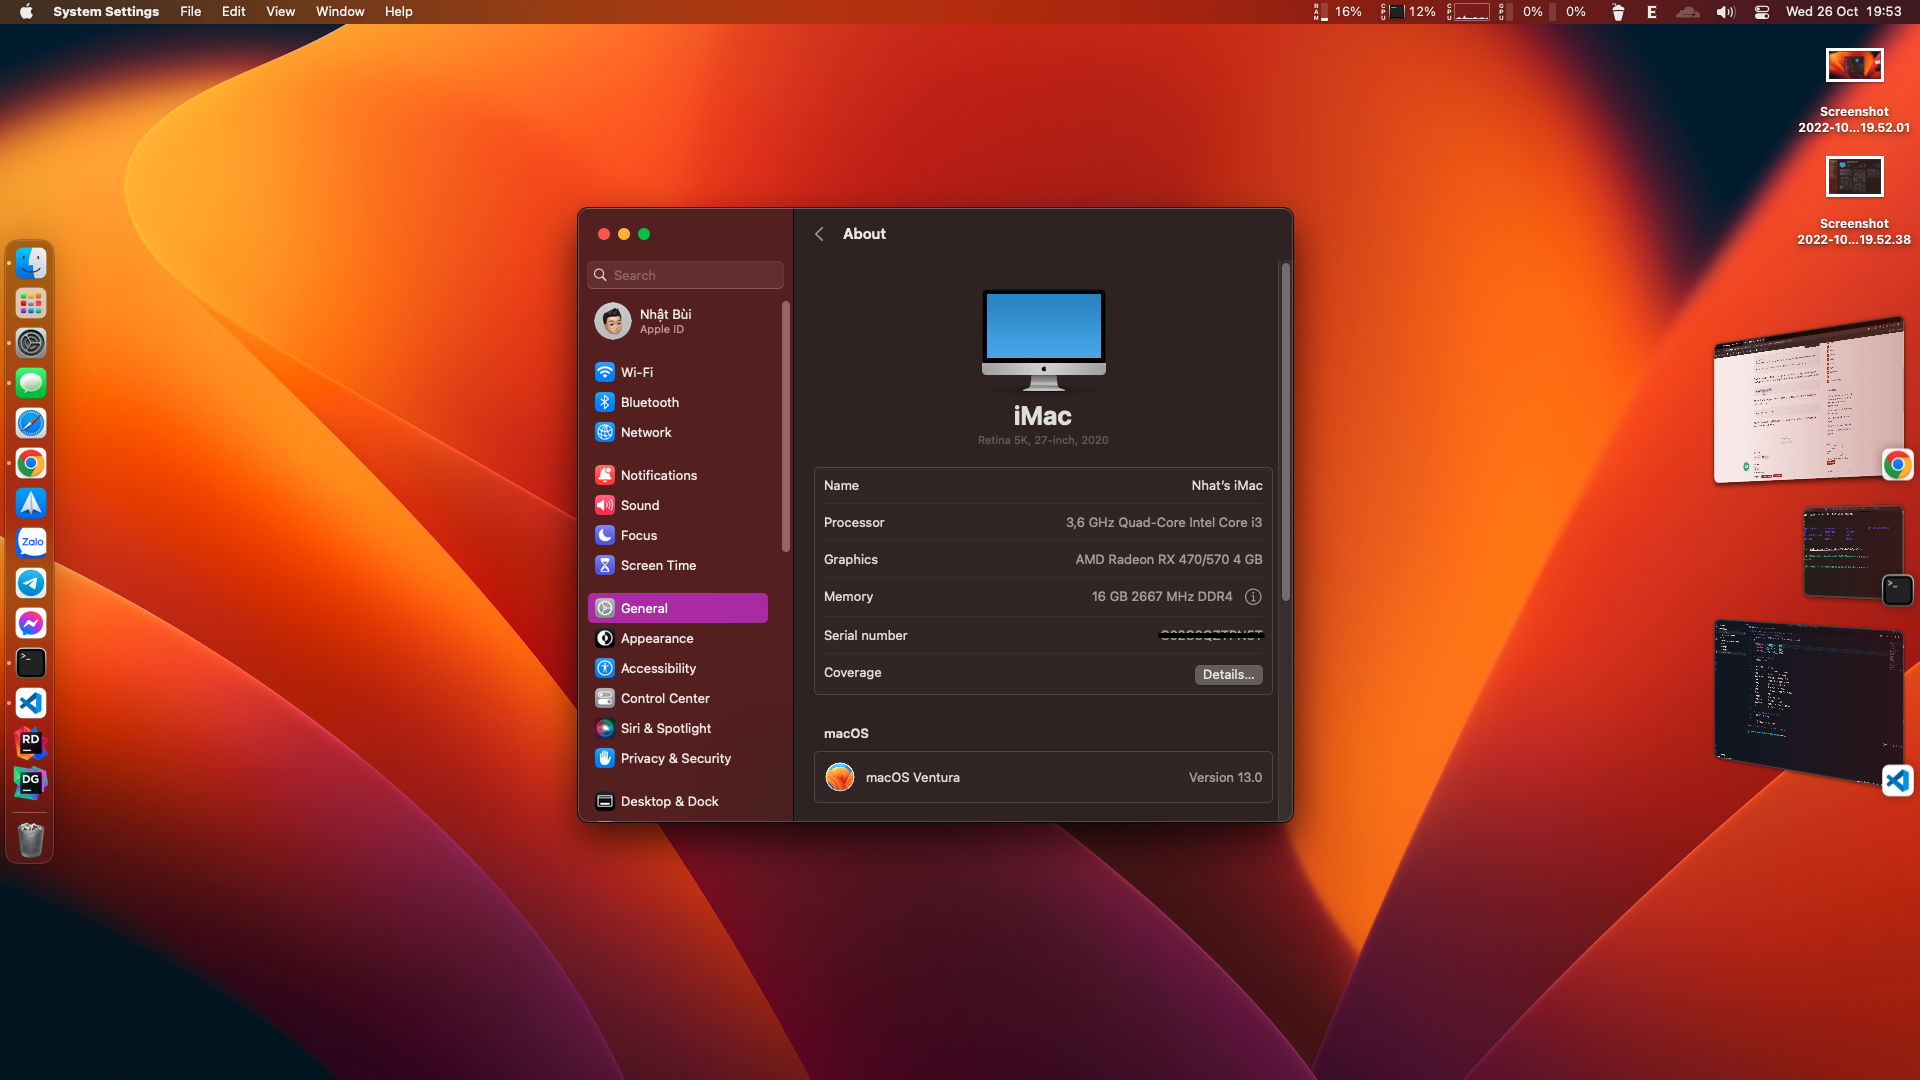 System Settings File Edit View Window Help
RAM 16% CPU 12% CPU GPU 0% 0% E Wed 26 Oct 19:53
Screenshot
2022-10...19.52.01
Screenshot
2022-10...19.52.38
Search
Nhật Bùi
Apple ID
Wi-Fi
Bluetooth
Network
Notifications
Sound
Focus
Screen Time
General
Appearance
Accessibility
Control Center
Siri & Spotlight
Privacy & Security
Desktop & Dock
About
iMac
Retina 5K, 27-inch, 2020
Name Nhat’s iMac
Processor 3,6 GHz Quad-Core Intel Core i3
Graphics AMD Radeon RX 470/570 4 GB
Memory 16 GB 2667 MHz DDR4
Serial number
Coverage Details...
macOS
macOS Ventura Version 13.0
Zalo
RD
DG